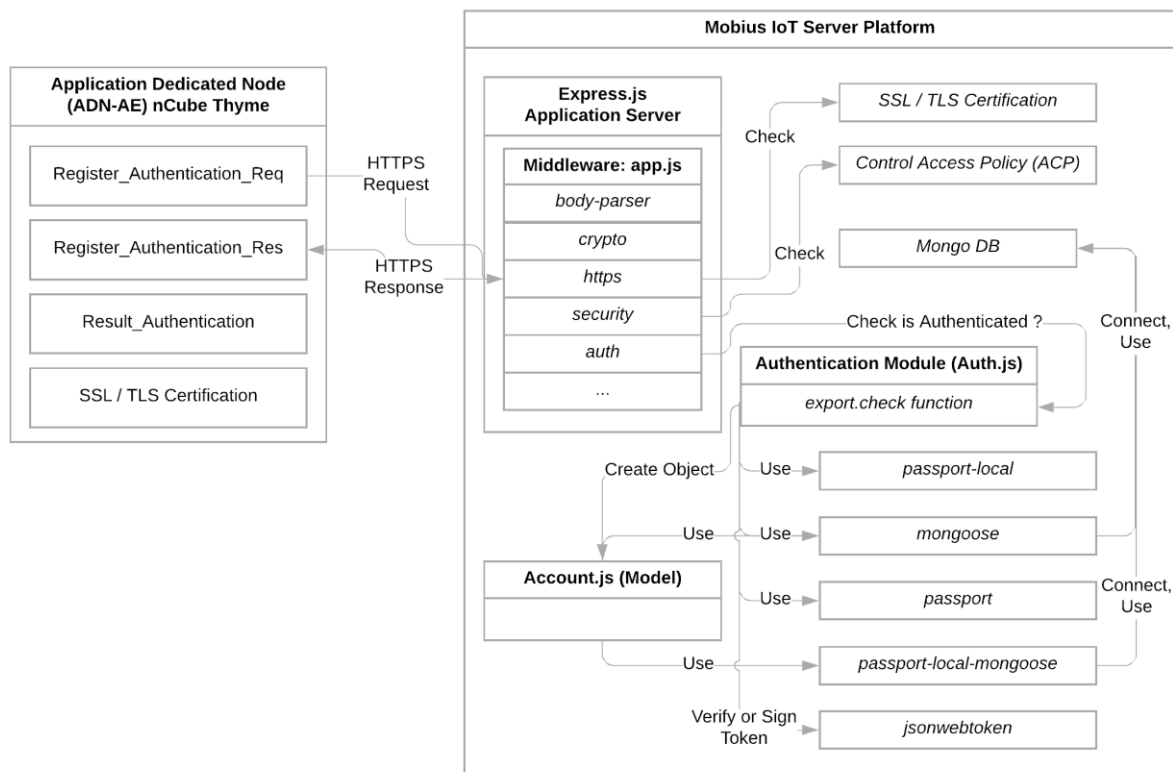 Mobius IoT Server Platform
Application Dedicated Node
(ADN-AE) nCube Thyme
Register_Authentication_Req
Register_Authentication_Res
Result_Authentication
SSL / TLS Certification
HTTPS
Request
HTTPS
Response
Express.js
Application Server
Middleware: app.js
body-parser
crypto
https
security
auth
...
Check
SSL / TLS Certification
Control Access Policy (ACP)
Check
Mongo DB
Check is Authenticated ?
Connect,
Use
Authentication Module (Auth.js)
export.check function
Create Object
Use
passport-local
Use
Use
mongoose
Account.js (Model)
Use
passport
Connect,
Use
Use
passport-local-mongoose
Verify or Sign
Token
jsonwebtoken